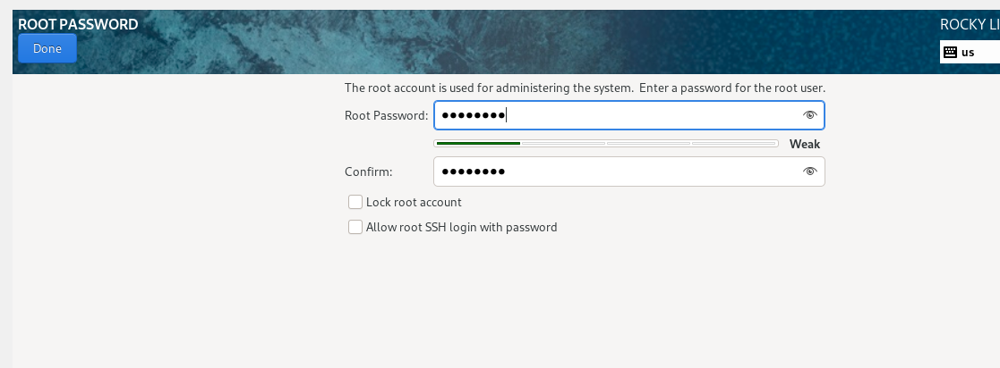 ROOT PASSWORD
ROCKY LI
Done
us
The root account is used for administering the system. Enter a password for the root user.
Root Password: ●●●●●●●●
Weak
Confirm: ●●●●●●●●
Lock root account
Allow root SSH login with password